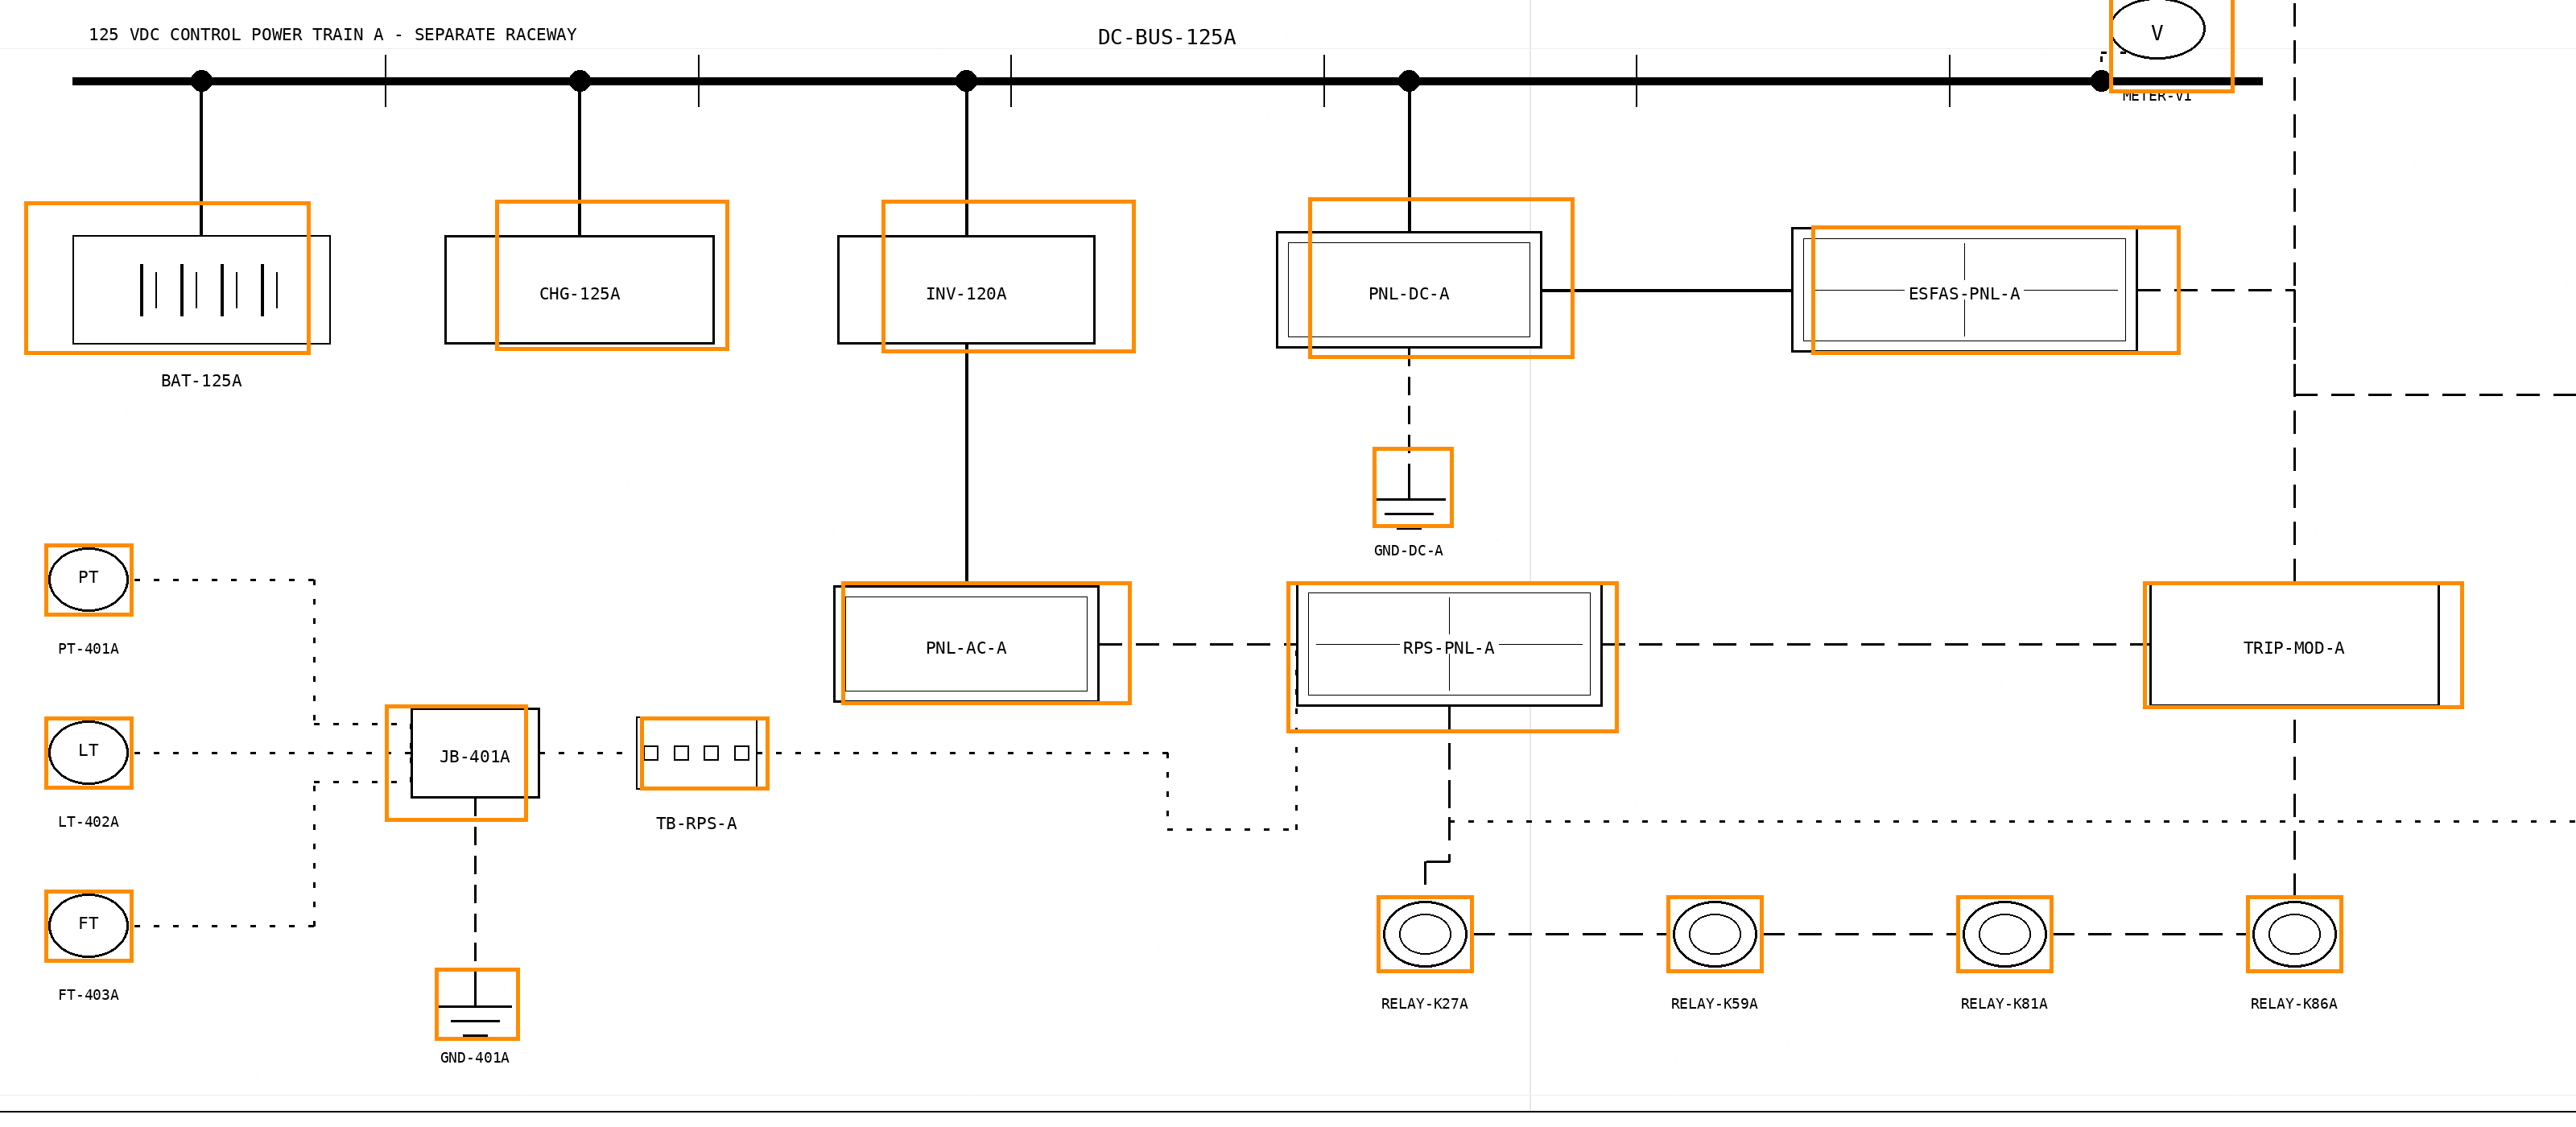 125 VDC CONTROL POWER TRAIN A - SEPARATE RACEWAY
DC-BUS-125A
V
METER-V1
CHG-125A
INV-120A
PNL-DC-A
ESFAS-PNL-A
BAT-125A
GND-DC-A
PT
PT-401A
PNL-AC-A
RPS-PNL-A
TRIP-MOD-A
LT
JB-401A
LT-402A
TB-RPS-A
FT
FT-403A
RELAY-K27A
RELAY-K59A
RELAY-K81A
RELAY-K86A
GND-401A